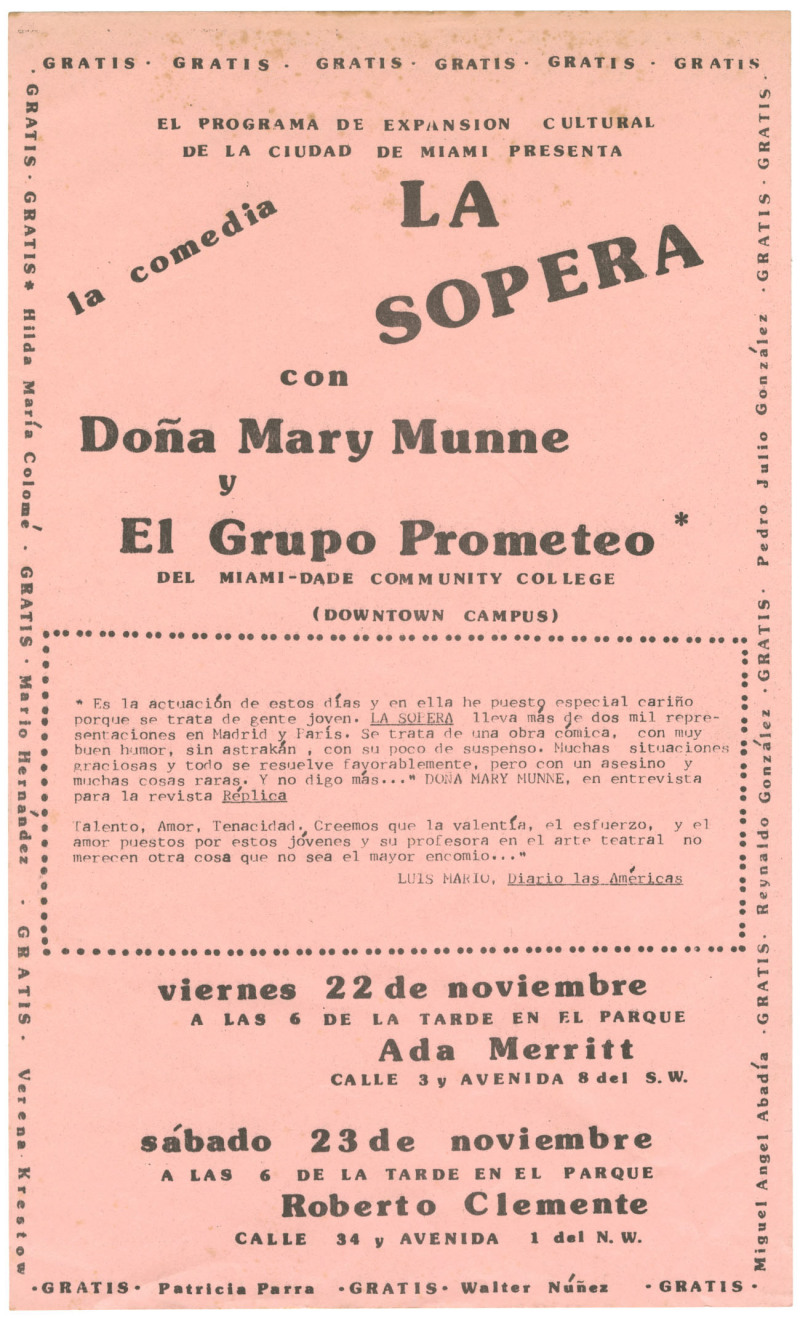 ·GRATIS· GRATIS · GRATIS· GRATIS· GRATIS · GRATIS
EL PROGRAMA DE EXPANSION CULTURAL
DE LA CIUDAD DE MIAMI PRESENTA
la comedia
LA
SOPERA
con
Doña Mary Munne
y
El Grupo Prometeo *
DEL MIAMI-DADE COMMUNITY COLLEGE
(DOWNTOWN CAMPUS)
* Es la actuación de estos días y en ella he puesto especial cariño
porque se trata de gente joven. LA SOPERA lleva más de dos mil repre-
sentaciones en Madrid y París. Se trata de una obra cómica, con muy
buen humor, sin astrakán , con su poco de suspenso. Muchas situaciones
graciosas y todo se resuelve favorablemente, pero con un asesino y
muchas cosas raras. Y no digo más..." DOÑA MARY MUNNE, en entrevista
para la revista Réplica
Talento, Amor, Tenacidad. Creemos que la valentía, el esfuerzo, y el
amor puestos por estos jóvenes y su profesora en el arte teatral no
merecen otra cosa que no sea el mayor encomio..."
LUIS MARIO, Diario las Américas
viernes 22 de noviembre
A LAS 6 DE LA TARDE EN EL PARQUE
Ada Merritt
CALLE 3 y AVENIDA 8 del S.W.
sábado 23 de noviembre
A LAS 6 DE LA TARDE EN EL PARQUE
Roberto Clemente
CALLE 34 y AVENIDA 1 del N.W.
GRATIS· GRATIS* Hilda María Colomé · GRATIS· Mario Hernández · GRATIS· Verena Krestow
Miguel Angel Abadía ·GRATIS· Reynaldo González ·GRATIS· Pedro Julio González ·GRATIS· GRATIS·
·GRATIS· Patricia Parra ·GRATIS· Walter Núñez ·GRATIS·